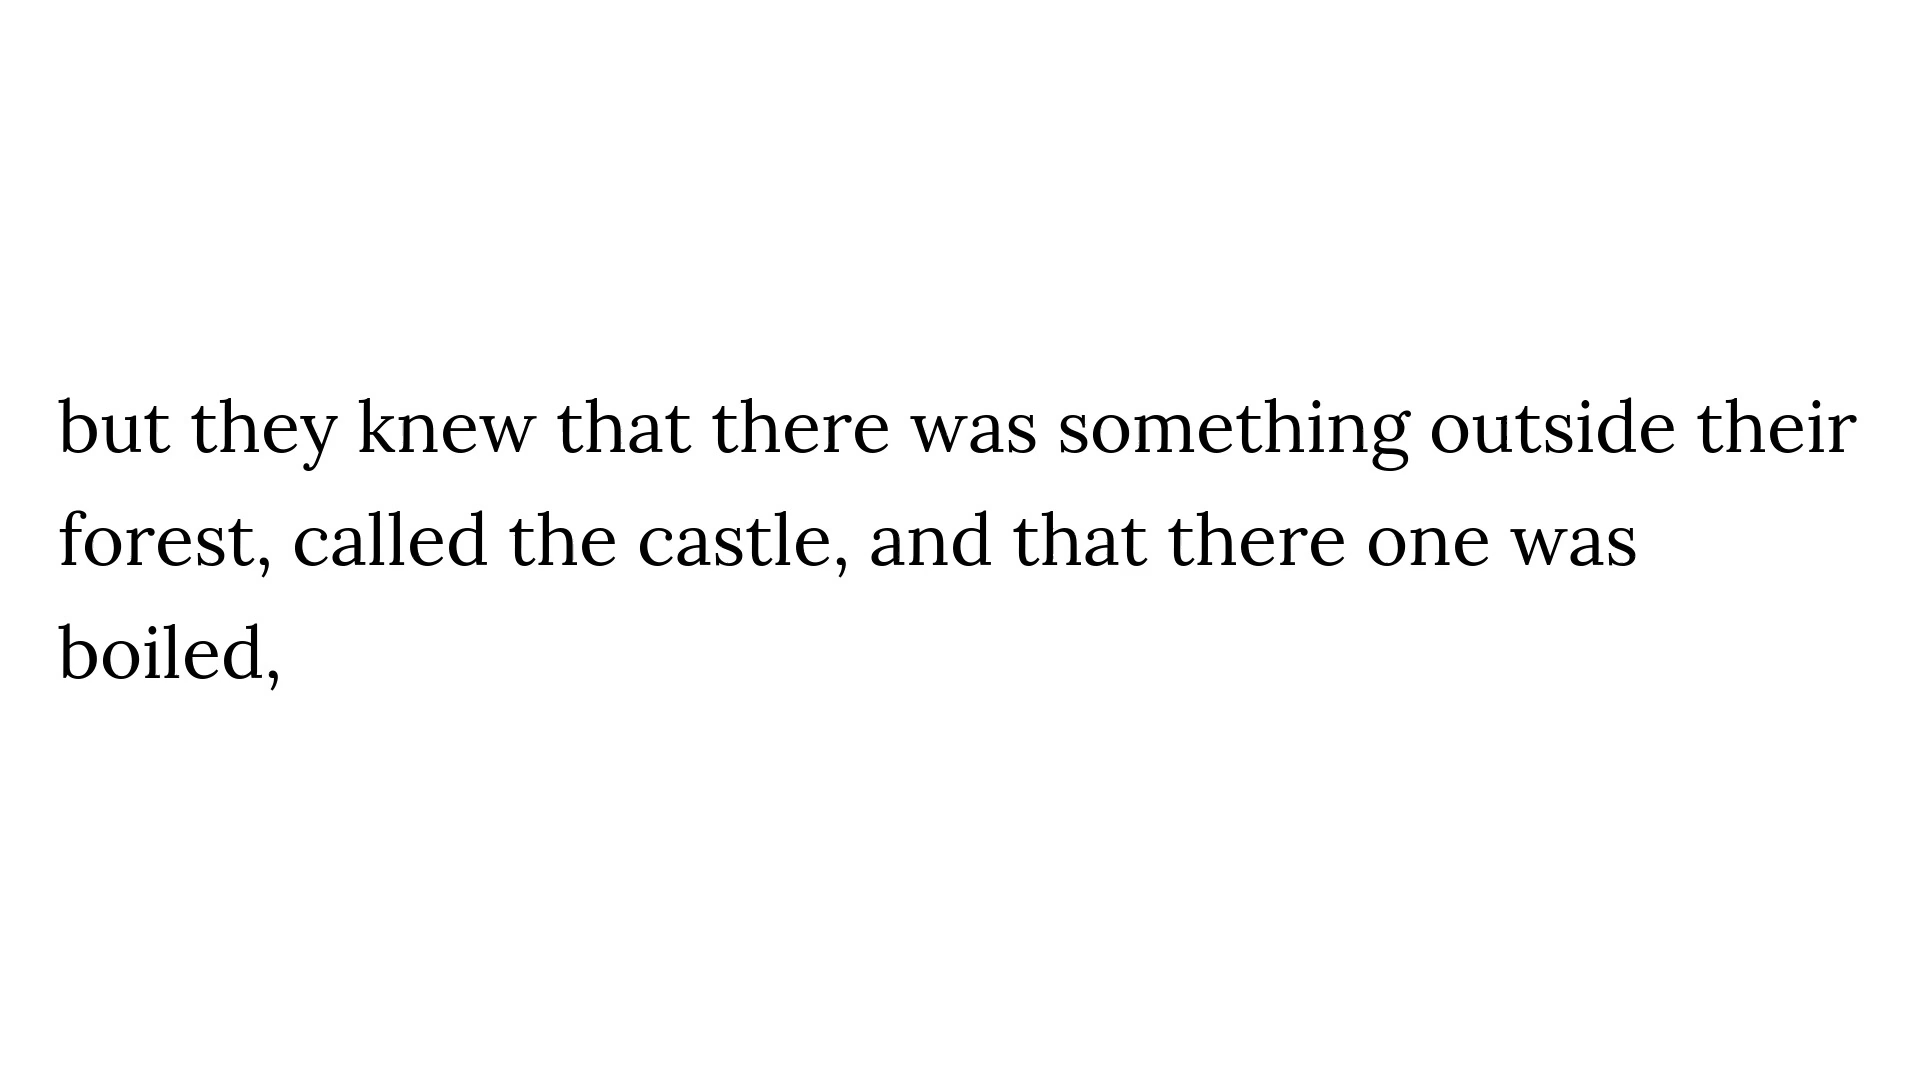 but they knew that there was something outside their
forest, called the castle, and that there one was
boiled,